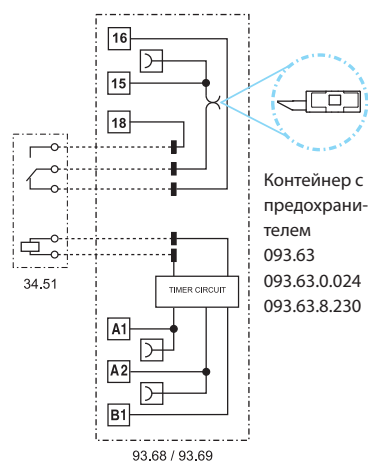 16
15
18
34.51
Контейнер с
предохрани-
телем
093.63
093.63.0.024
093.63.8.230
TIMER CIRCUIT
A1
A2
B1
93.68 / 93.69